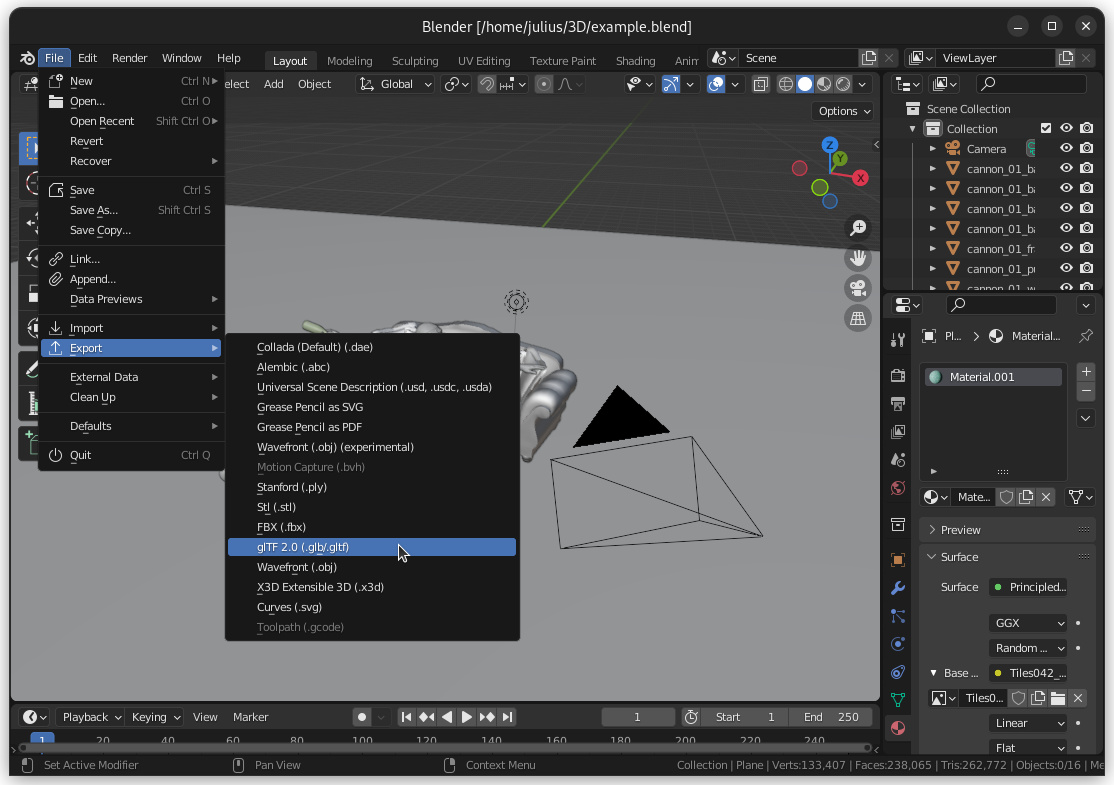 Blender [/home/julius/3D/example.blend]
File Edit Render Window Help Layout Modeling Sculpting UV Editing Texture Paint Shading Anim Scene ViewLayer
elect Add Object Global
Options
New Ctrl N
Open... Ctrl O
Open Recent Shift Ctrl O
Revert
Recover
Save Ctrl S
Save As... Shift Ctrl S
Save Copy...
Link...
Append...
Data Previews
Import
Export
External Data
Clean Up
Defaults
Quit Ctrl Q
Collada (Default) (.dae)
Alembic (.abc)
Universal Scene Description (.usd, .usdc, .usda)
Grease Pencil as SVG
Grease Pencil as PDF
Wavefront (.obj) (experimental)
Motion Capture (.bvh)
Stanford (.ply)
Stl (.stl)
FBX (.fbx)
glTF 2.0 (.glb/.gltf)
Wavefront (.obj)
X3D Extensible 3D (.x3d)
Curves (.svg)
Toolpath (.gcode)
Z
Y
X
Scene Collection
Collection
Camera
cannon_01_ba
cannon_01_ba
cannon_01_ba
cannon_01_ba
cannon_01_fr
cannon_01_pu
cannon_01_w
Pl... Material...
Material.001
Mate...
Preview
Surface
Surface Principled...
GGX
Random ...
Base ... Tiles042_...
Tiles0...
Linear
Flat
Playback Keying View Marker 1 Start 1 End 250
1 20 40 60 80 100 120 140 160 180 200 220 240
Set Active Modifier Pan View Context Menu Collection | Plane | Verts:133,407 | Faces:238,065 | Tris:262,772 | Objects:0/16 | Me